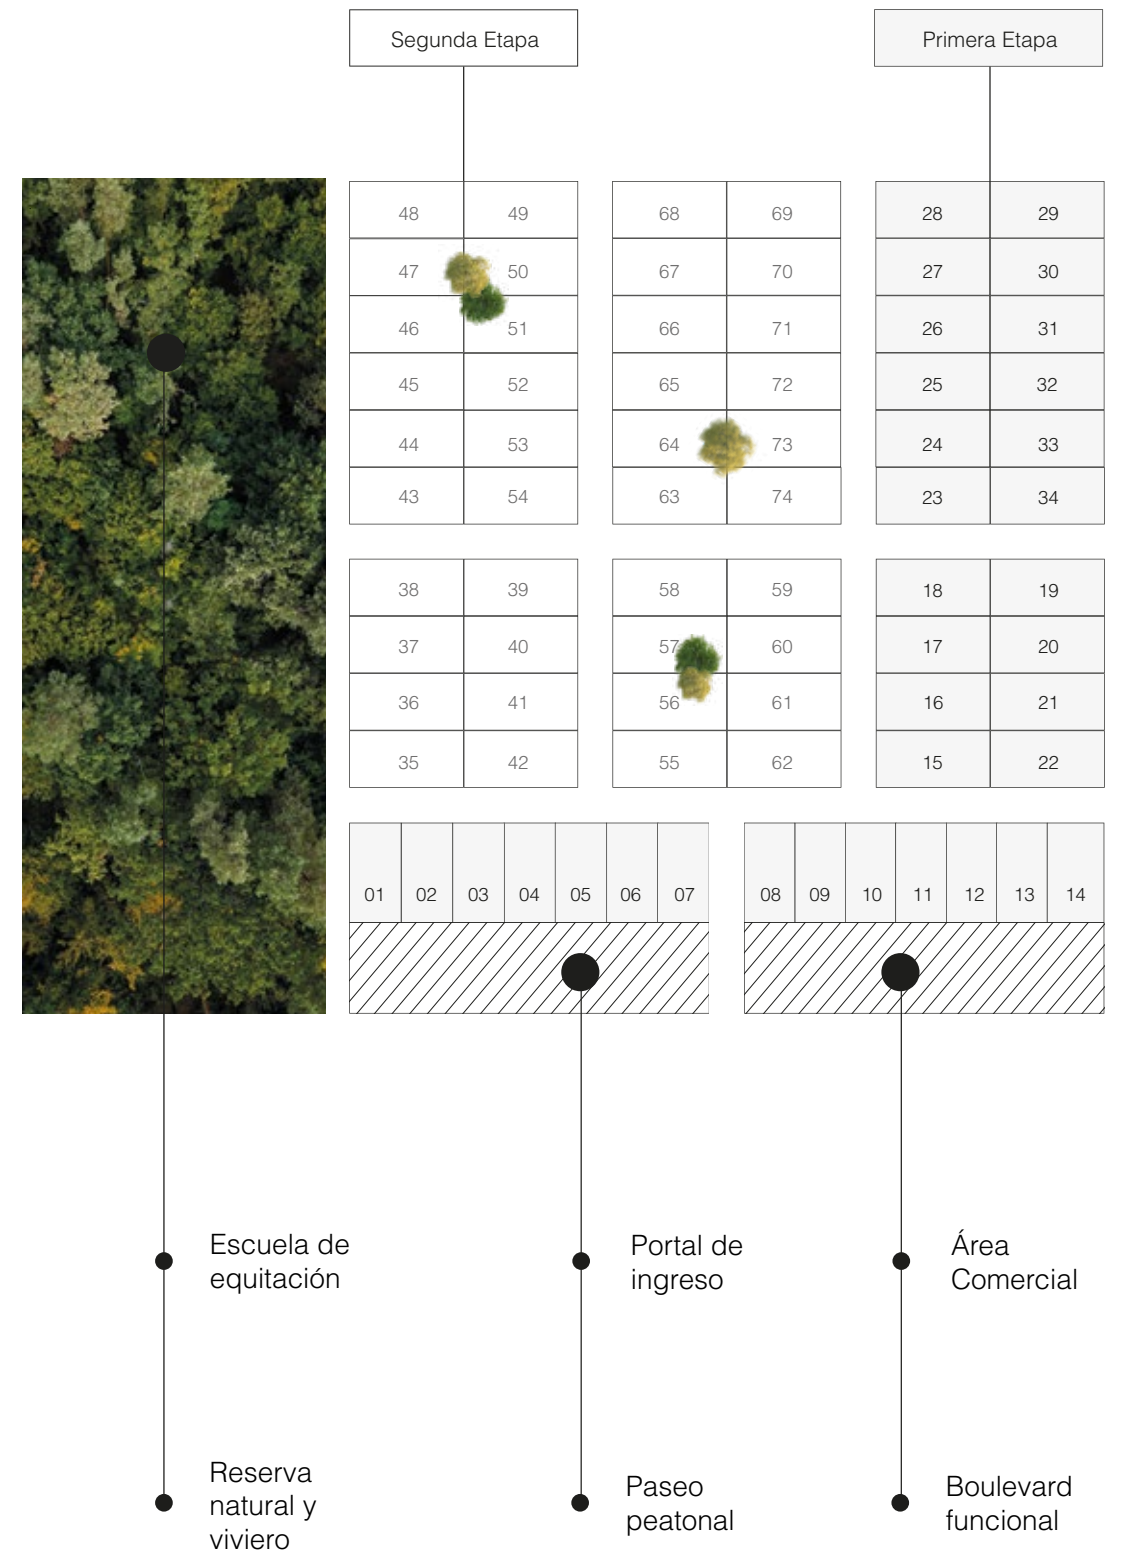 Segunda Etapa
Primera Etapa
48 49 68 69 28 29
47 50 67 70 27 30
46 51 66 71 26 31
45 52 65 72 25 32
44 53 64 73 24 33
43 54 63 74 23 34
38 39 58 59 18 19
37 40 57 60 17 20
36 41 56 61 16 21
35 42 55 62 15 22
01 02 03 04 05 06 07 08 09 10 11 12 13 14
Escuela de
equitación
Portal de
ingreso
Área
Comercial
Reserva
natural y
viviero
Paseo
peatonal
Boulevard
funcional